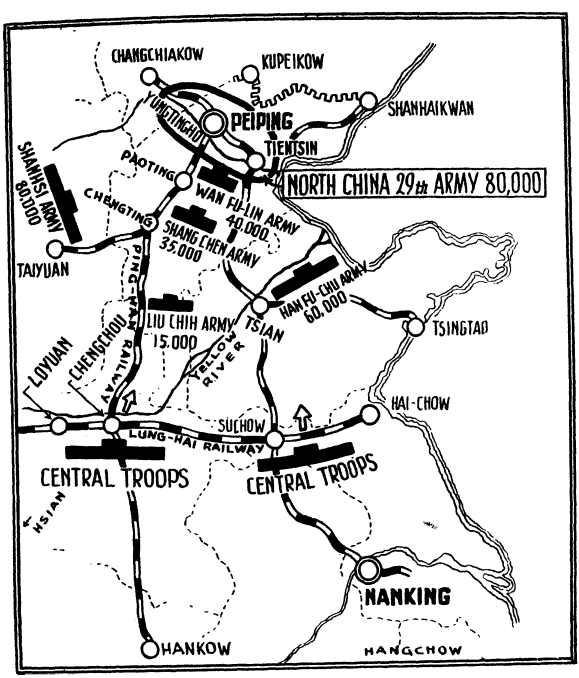 CHANGCHIAKOW
KUPEIKOW
SHANHAIKWAN
YUNGTINGHO
PEIPING
TIENTSIN
SHANHSI ARMY
80,000
PAOTING
NORTH CHINA 29th ARMY 80,000
WAN FU-LIN ARMY
40,000
CHENGTING
SHANG CHEN ARMY
35,000
TAIYUAN
HAN FU-CHU ARMY
60,000
PING-HAN RAILWAY
LIU CHIH ARMY
15,000
TSIAN
TSINGTAO
YELLOW
RIVER
LOYUAN
CHENGCHOU
HAI-CHOW
SUCHOW
LUNG-HAI RAILWAY
CENTRAL TROOPS
CENTRAL TROOPS
HSIAN
NANKING
HANKOW
HANGCHOW